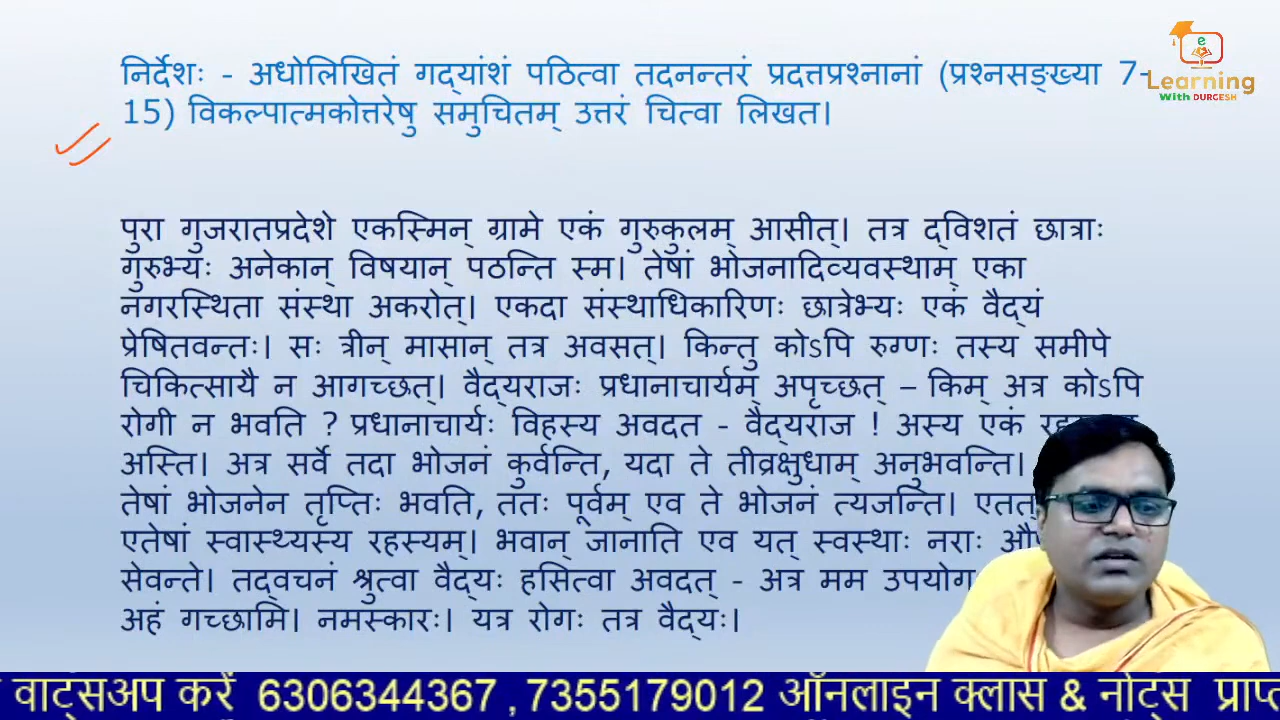 e
Learning
With DURGESH
निर्देशः - अधोलिखितं गद्यांशं पठित्वा तदनन्तरं प्रदत्तप्रश्नानां (प्रश्नसङ्ख्या 7-
15) विकल्पात्मकोत्तरेषु समुचितम् उत्तरं चित्वा लिखत।
पुरा गुजरातप्रदेशे एकस्मिन् ग्रामे एकं गुरुकुलम् आसीत्। तत्र द्विशतं छात्राः
गुरुभ्यः अनेकान् विषयान् पठन्ति स्म। तेषां भोजनादिव्यवस्थाम् एका
नगरस्थिता संस्था अकरोत्। एकदा संस्थाधिकारिणः छात्रेभ्यः एकं वैद्यं
प्रेषितवन्तः। सः त्रीन् मासान् तत्र अवसत्। किन्तु कोऽपि रुग्णः तस्य समीपे
चिकित्सायै न आगच्छत्। वैद्यराजः प्रधानाचार्यम् अपृच्छत् – किम् अत्र कोऽपि
रोगी न भवति ? प्रधानाचार्यः विहस्य अवदत - वैद्यराज ! अस्य एकं
अस्ति। अत्र सर्वे तदा भोजनं कुर्वन्ति, यदा ते तीव्रक्षुधाम् अनुभवन्ति।
तेषां भोजनेन तृप्तिः भवति, ततः पूर्वम् एव ते भोजनं त्यजन्ति।
एतेषां स्वास्थ्यस्य रहस्यम्। भवान् जानाति एव यत् स्वस्थाः नराः
सेवन्ते। तद्वचनं श्रुत्वा वैद्यः हसित्वा अवदत् - अत्र मम
अहं गच्छामि। नमस्कारः। यत्र रोगः तत्र वैद्यः।
वाट्सअप करें 6306344367 , 7355179012 ऑनलाइन क्लास & नोट्स